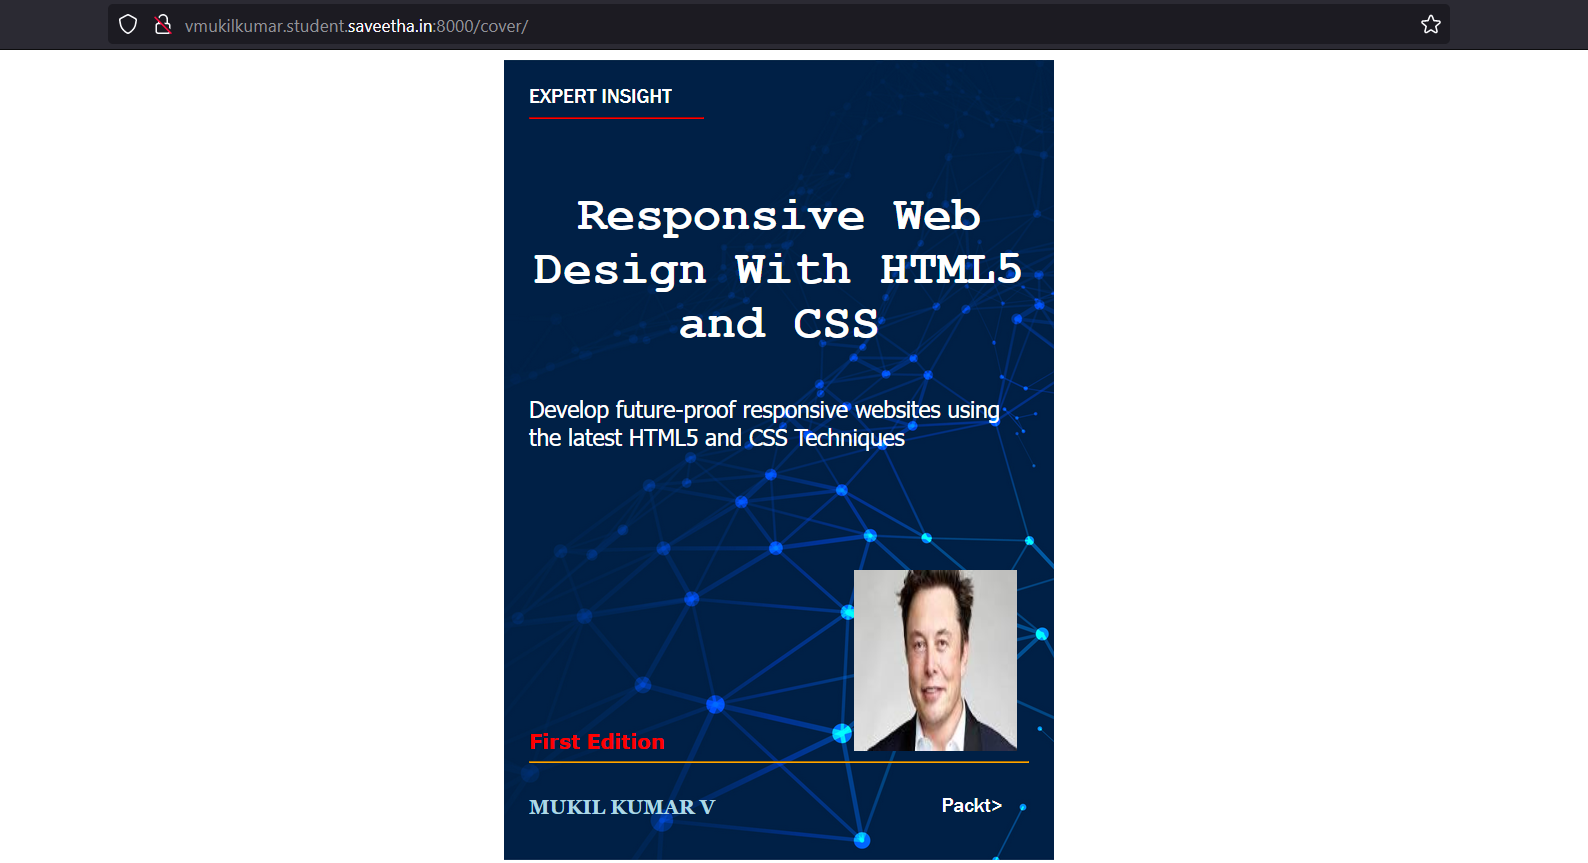 vmukilkumar.student.saveetha.in:8000/cover/
EXPERT INSIGHT
Responsive Web
Design With HTML5
and CSS
Develop future-proof responsive websites using
the latest HTML5 and CSS Techniques
First Edition
MUKIL KUMAR V
Packt>